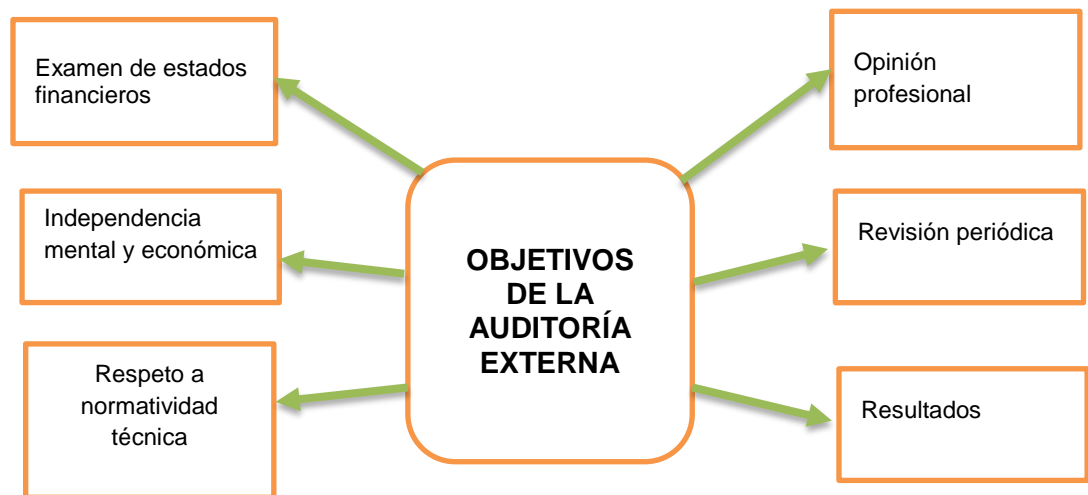 Examen de estados
financieros
Independencia
mental y económica
Respeto a
normatividad
técnica
OBJETIVOS
DE LA
AUDITORÍA
EXTERNA
Opinión
profesional
Revisión periódica
Resultados